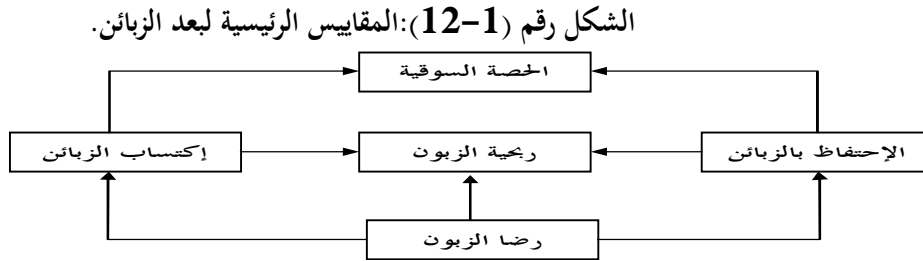 الشكل رقم (1-12):المقاييس الرئيسية لبعد الزبائن.
الحصة السوقية
الإحتفاظ بالزبائن
ربحية الزبون
إكتساب الزبائن
رضا الزبون